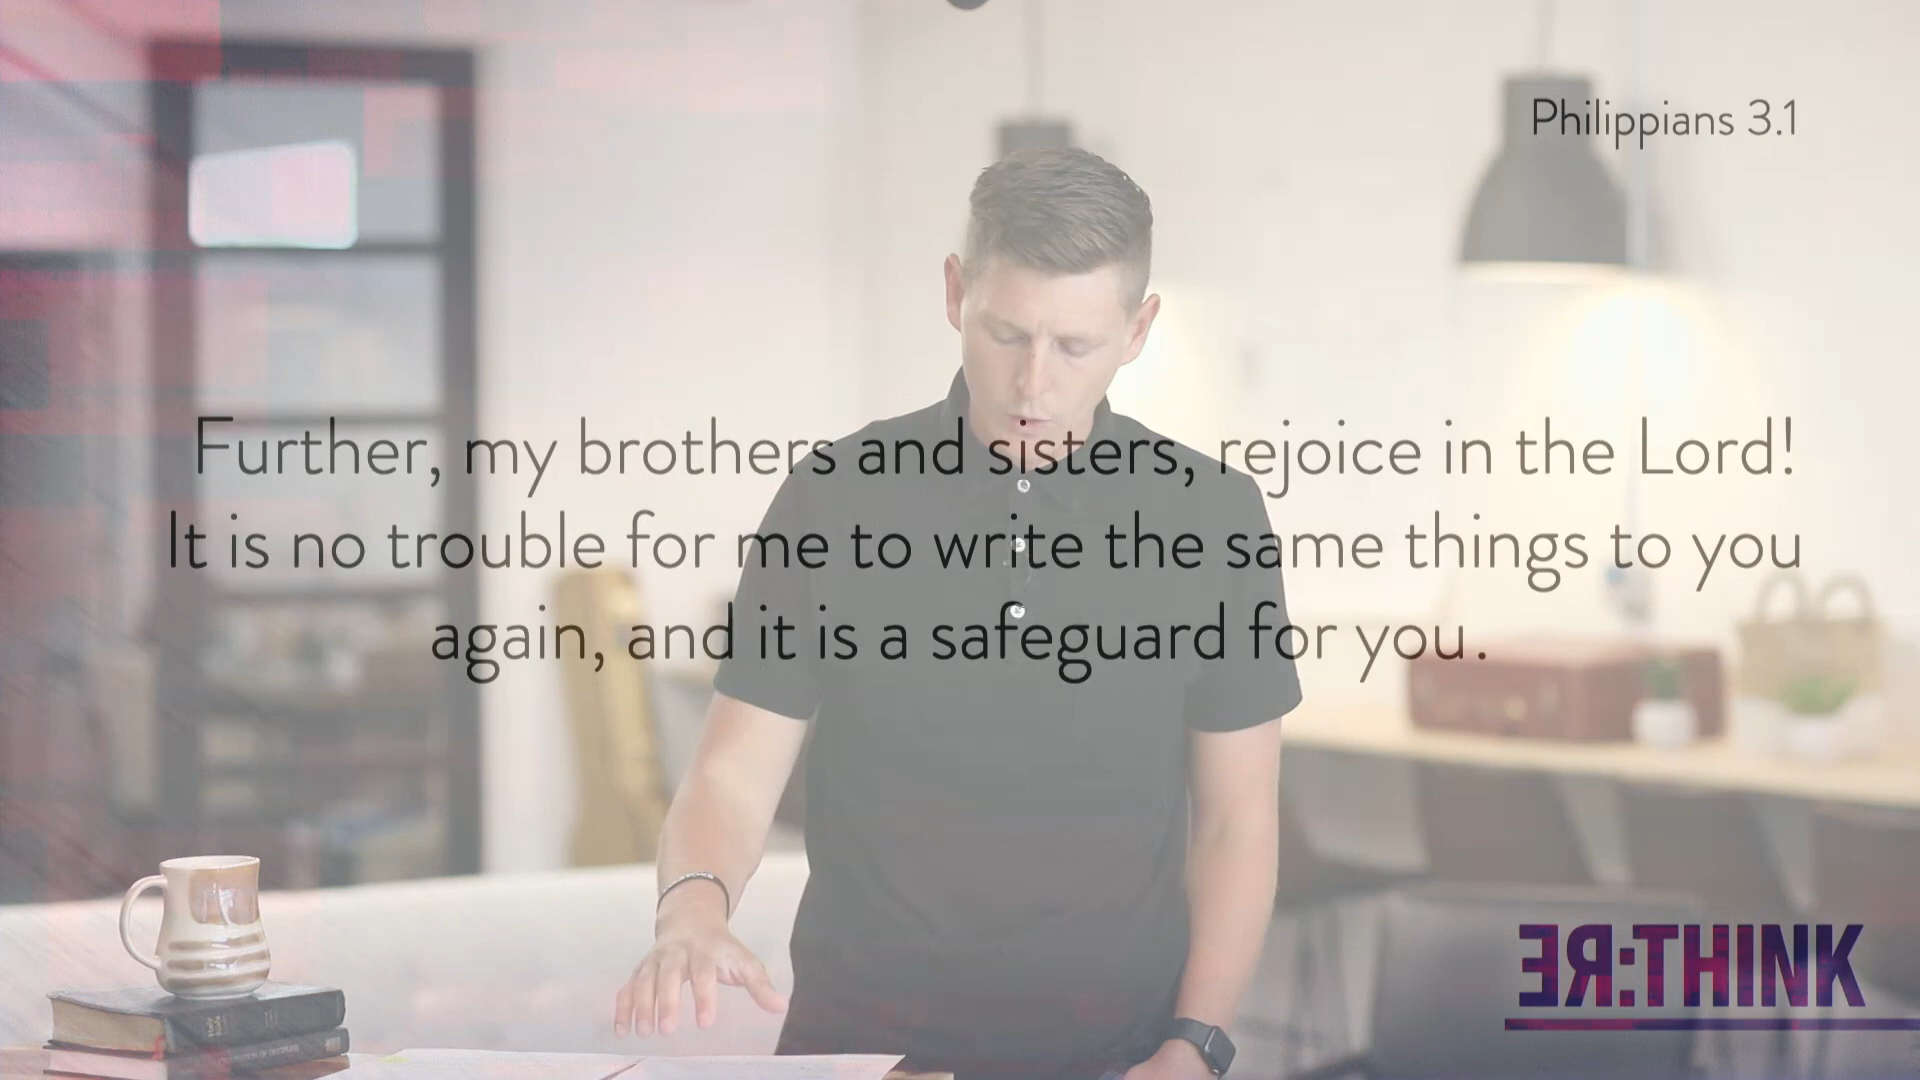 Philippians 3.1
Further, my brothers and sisters, rejoice in the Lord!
It is no trouble for me to write the same things to you
again, and it is a safeguard for you.
RE:THINK